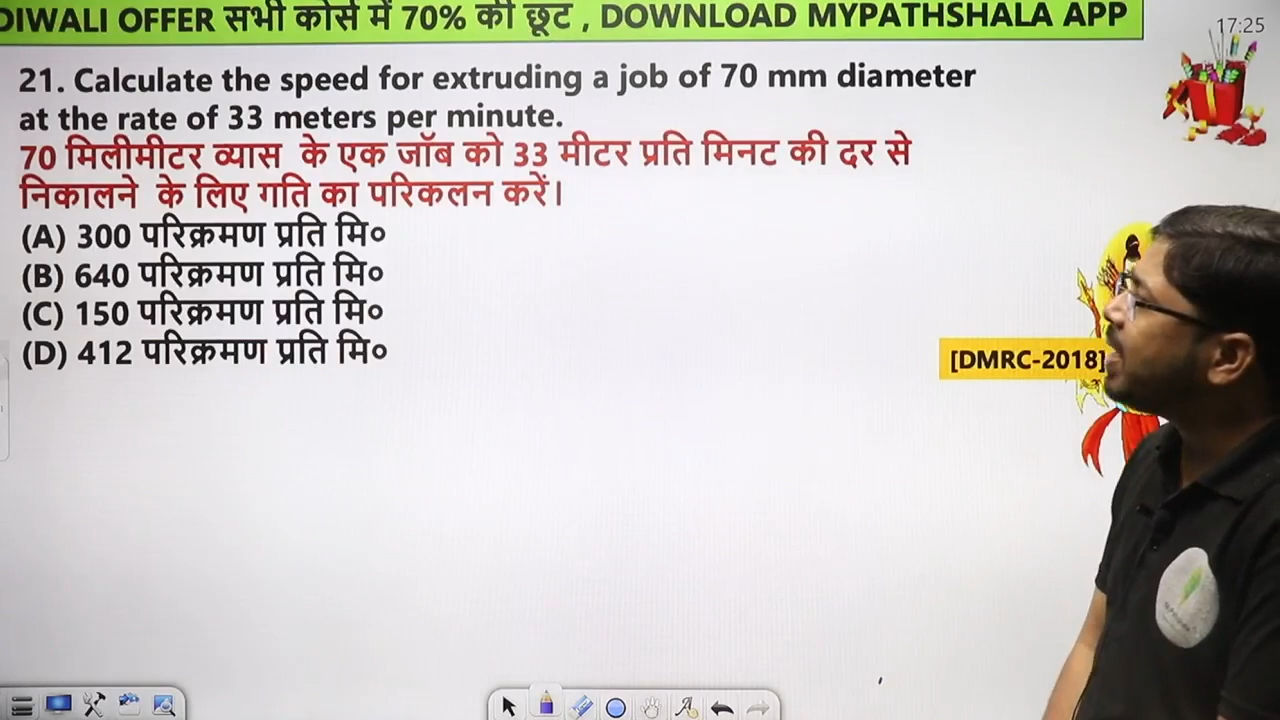 DIWALI OFFER सभी कोर्स में 70% की छूट , DOWNLOAD MYPATHSHALA APP
17:25
21. Calculate the speed for extruding a job of 70 mm diameter
at the rate of 33 meters per minute.
70 मिलीमीटर व्यास के एक जॉब को 33 मीटर प्रति मिनट की दर से
निकालने के लिए गति का परिकलन करें।
(A) 300 परिक्रमण प्रति मि०
(B) 640 परिक्रमण प्रति मि०
(C) 150 परिक्रमण प्रति मि०
(D) 412 परिक्रमण प्रति मि०
[DMRC-2018]